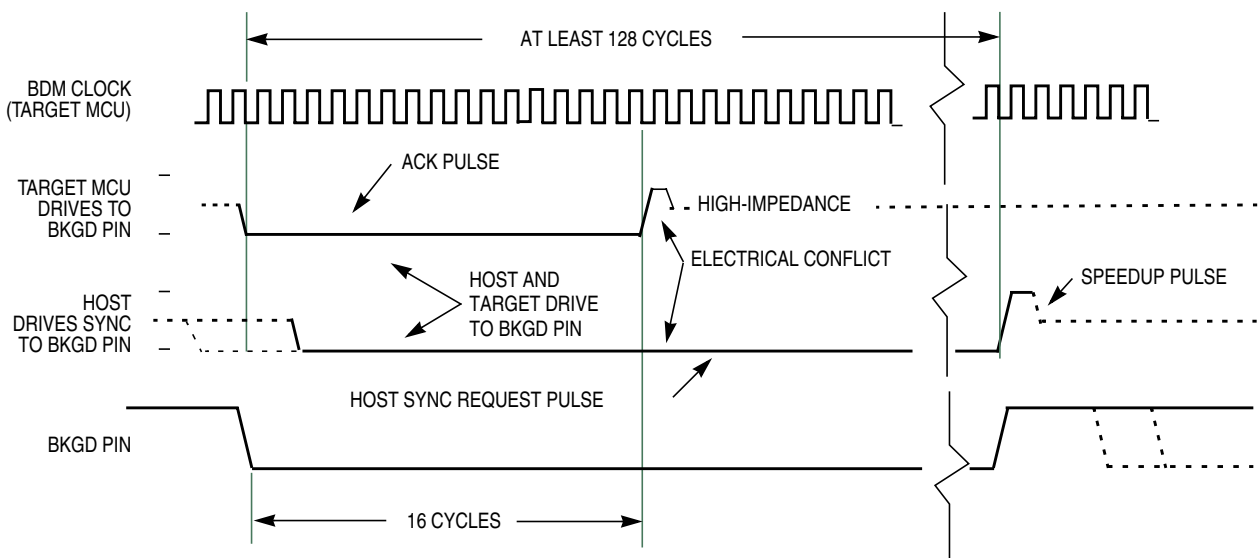 AT LEAST 128 CYCLES
BDM CLOCK
(TARGET MCU)
ACK PULSE
TARGET MCU
DRIVES TO
BKGD PIN
HIGH-IMPEDANCE
ELECTRICAL CONFLICT
HOST AND
TARGET DRIVE
TO BKGD PIN
SPEEDUP PULSE
HOST
DRIVES SYNC
TO BKGD PIN
HOST SYNC REQUEST PULSE
BKGD PIN
16 CYCLES